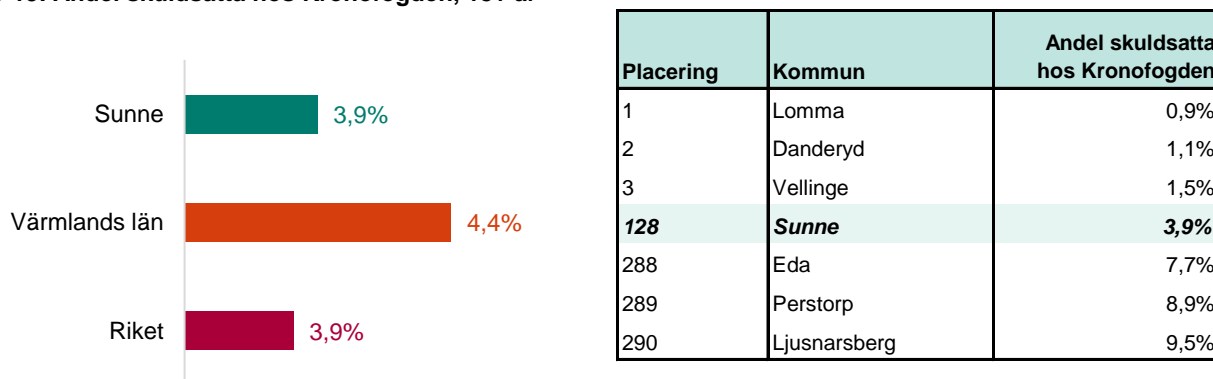 Sunne 3,9%
Värmlands län 4,4%
Riket 3,9%
Placering Kommun Andel skuldsatta hos Kronofogden
1 Lomma 0,9%
2 Danderyd 1,1%
3 Vellinge 1,5%
128 Sunne 3,9%
288 Eda 7,7%
289 Perstorp 8,9%
290 Ljusnarsberg 9,5%